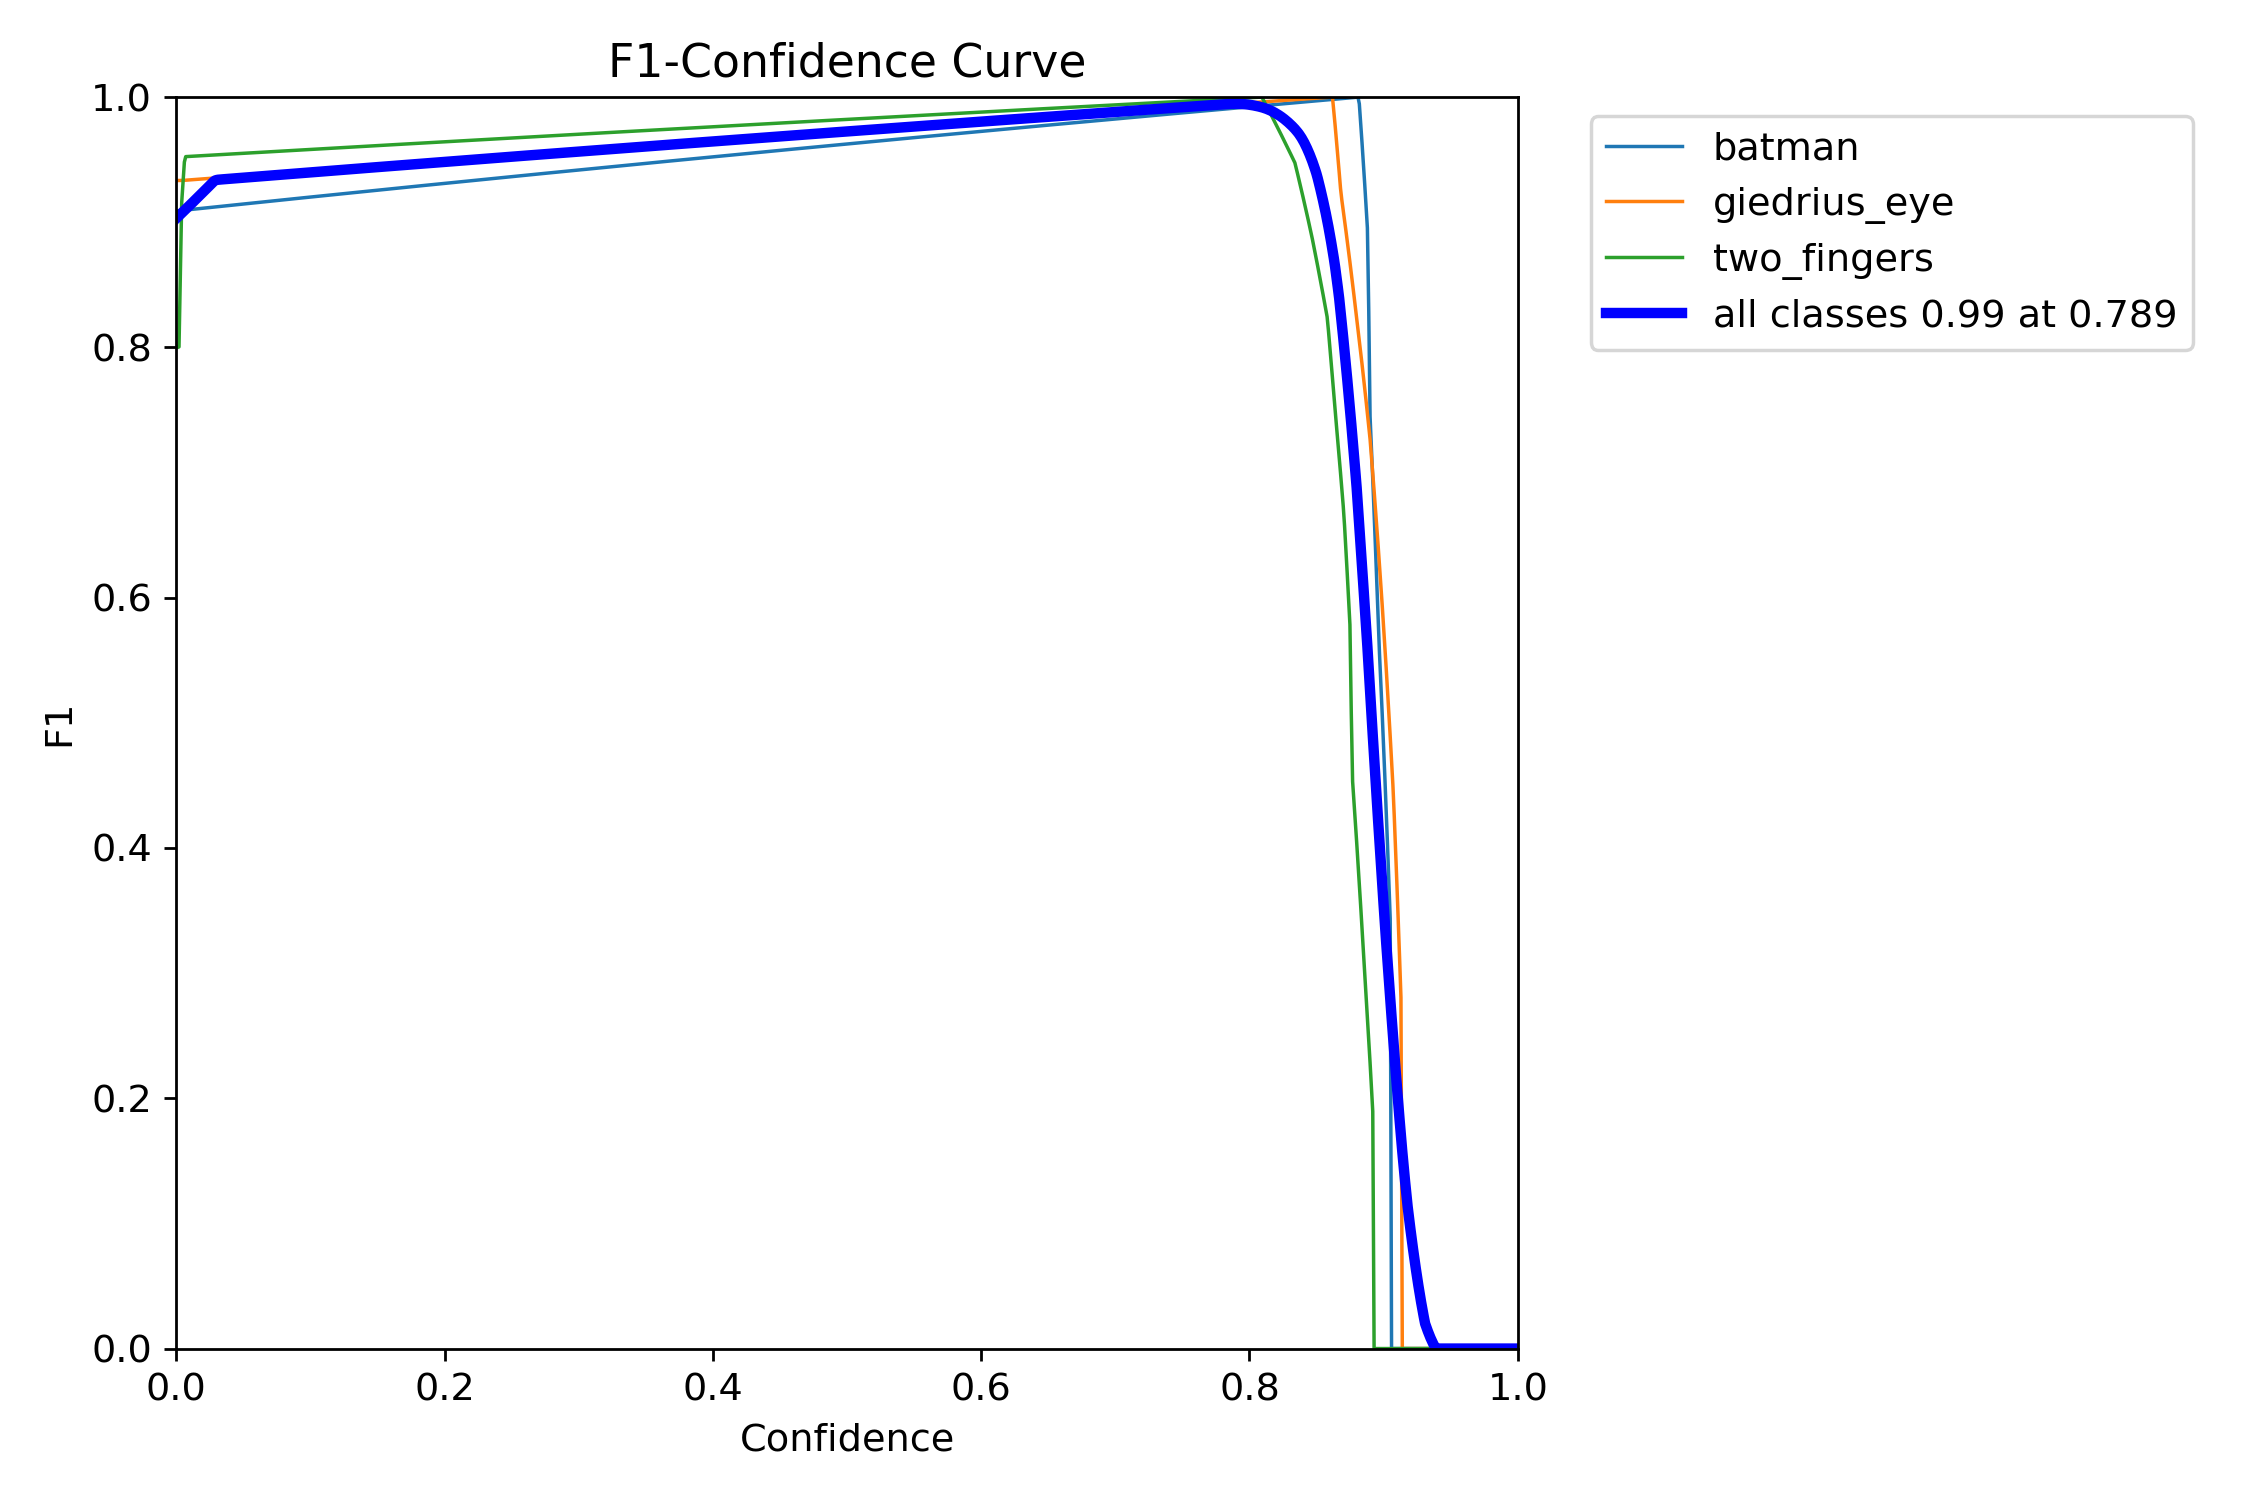 F1-Confidence Curve
1.0
0.8
0.6
0.4
0.2
0.0
F1
0.0 0.2 0.4 0.6 0.8 1.0
Confidence
batman
giedrius_eye
two_fingers
all classes 0.99 at 0.789